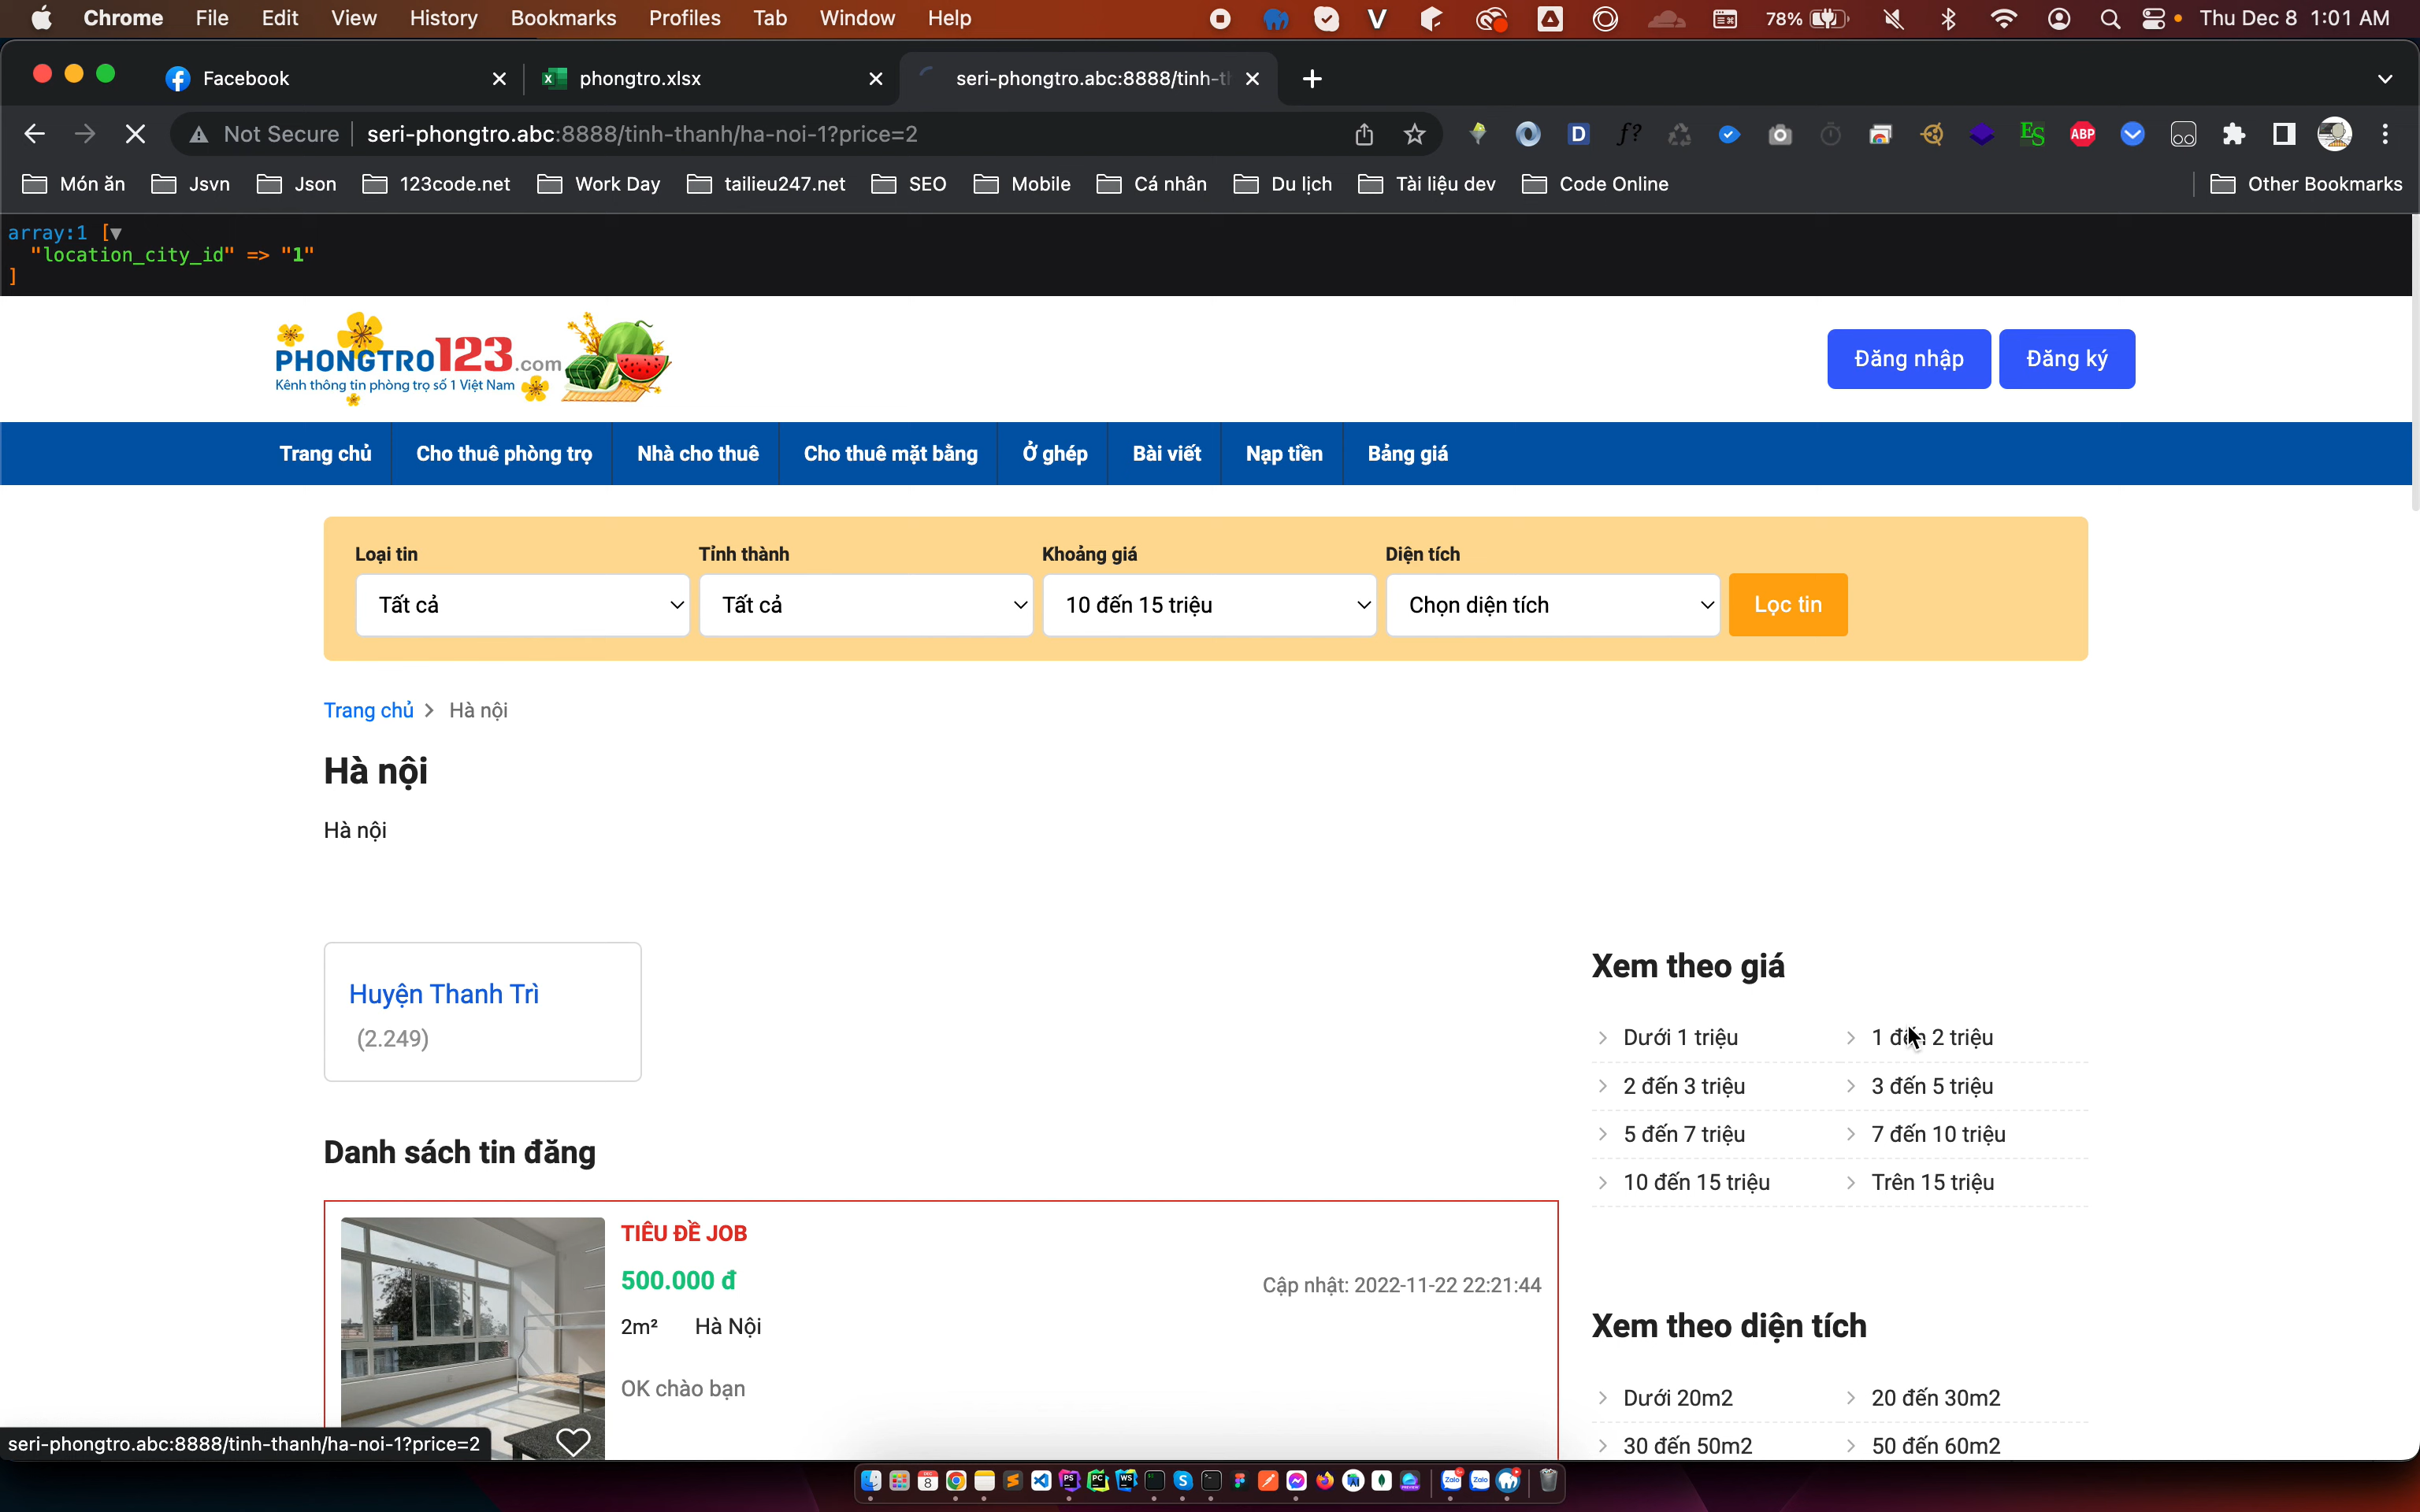 Chrome File Edit View History Bookmarks Profiles Tab Window Help 78% Thu Dec 8 1:01 AM
Facebook phongtro.xlsx seri-phongtro.abc:8888/tinh-t
Not Secure seri-phongtro.abc:8888/tinh-thanh/ha-noi-1?price=2
Món ăn Jsvn Json 123code.net Work Day tailieu247.net SEO Mobile Cá nhân Du lịch Tài liệu dev Code Online Other Bookmarks
array:1 [▼
"location_city_id" => "1"
]
PHONGTRO123.com
Kênh thông tin phòng trọ số 1 Việt Nam
Đăng nhập Đăng ký
Trang chủ Cho thuê phòng trọ Nhà cho thuê Cho thuê mặt bằng Ở ghép Bài viết Nạp tiền Bảng giá
Loại tin Tỉnh thành Khoảng giá Diện tích
Tất cả Tất cả 10 đến 15 triệu Chọn diện tích Lọc tin
Trang chủ > Hà nội
Hà nội
Hà nội
Huyện Thanh Trì
(2.249)
Xem theo giá
Dưới 1 triệu 1 đến 2 triệu
2 đến 3 triệu 3 đến 5 triệu
5 đến 7 triệu 7 đến 10 triệu
10 đến 15 triệu Trên 15 triệu
Danh sách tin đăng
TIÊU ĐỀ JOB
500.000 đ
Cập nhật: 2022-11-22 22:21:44
2m² Hà Nội
OK chào bạn
Xem theo diện tích
Dưới 20m2 20 đến 30m2
30 đến 50m2 50 đến 60m2
seri-phongtro.abc:8888/tinh-thanh/ha-noi-1?price=2